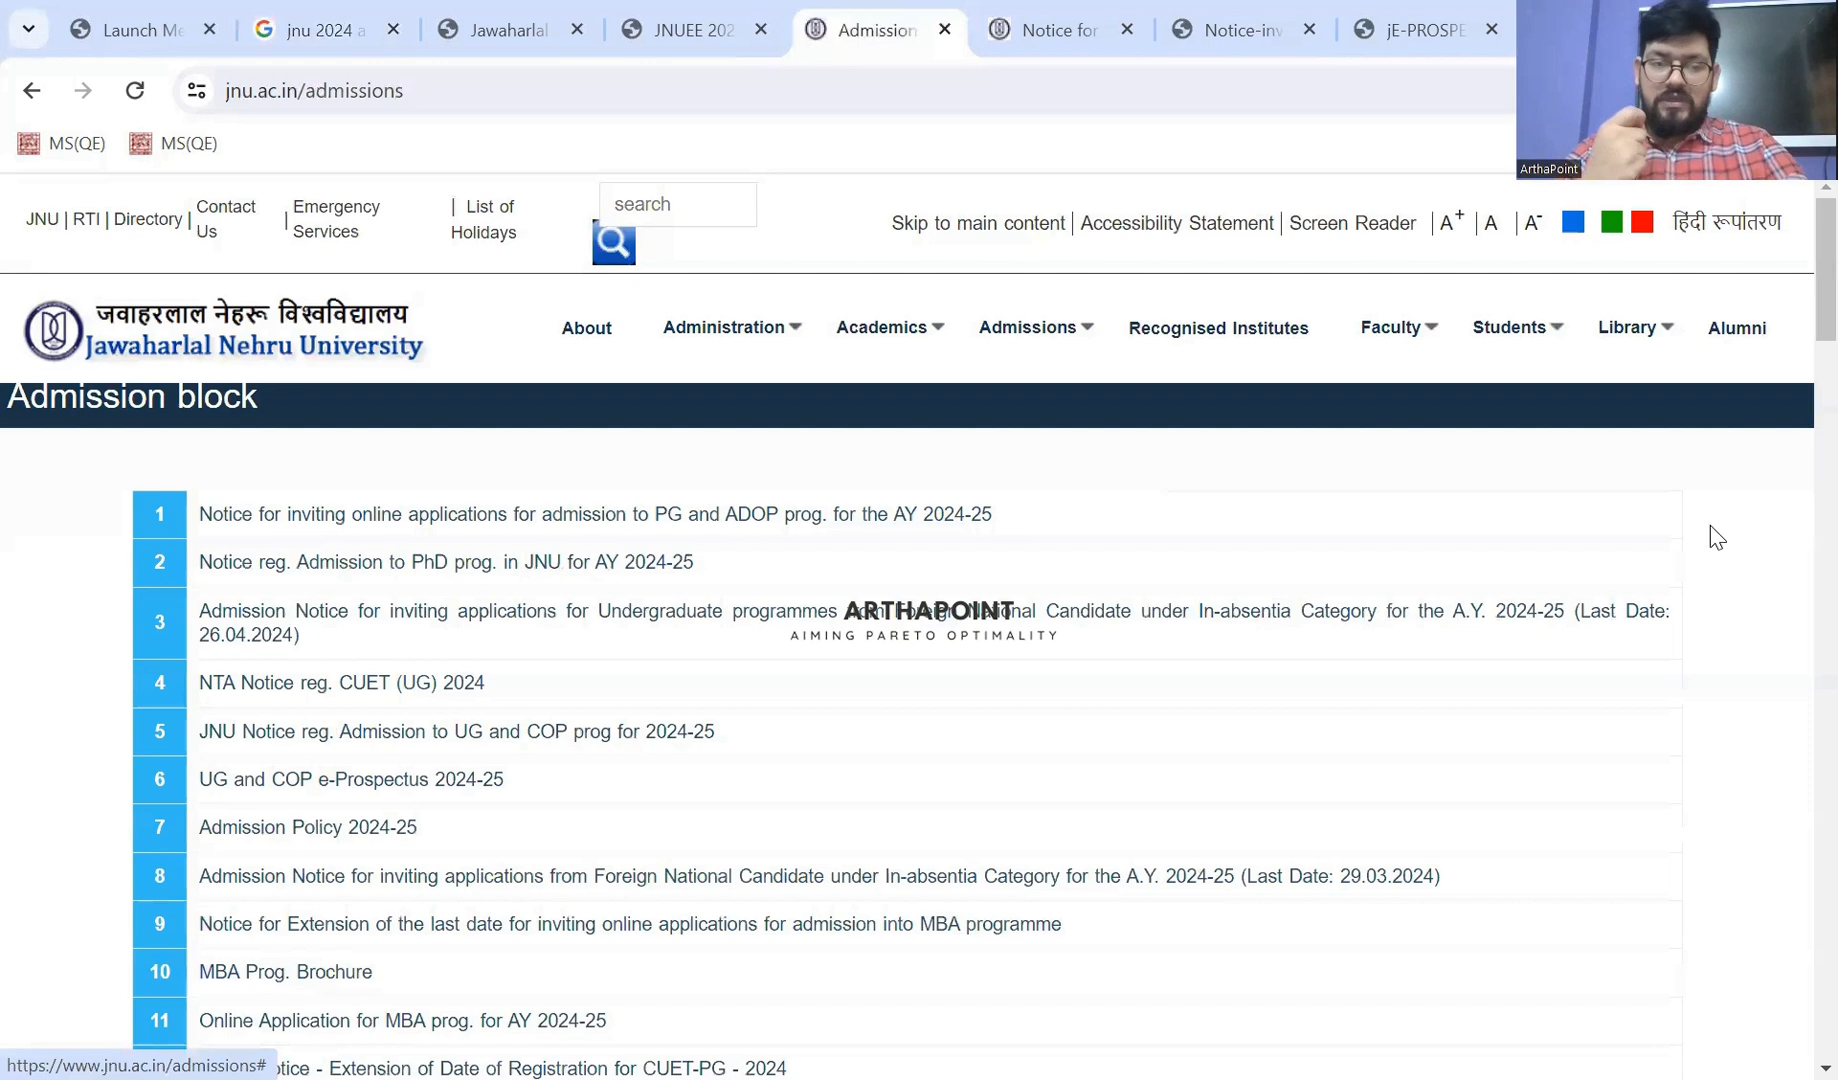 Launch Me
jnu 2024 a
Jawaharlal
JNUEE 202
Admission
Notice for
Notice-inv
jE-PROSPE
jnu.ac.in/admissions
MS(QE)
MS(QE)
ArthaPoint
JNU | RTI | Directory | Contact Us | Emergency Services | List of Holidays
search
Skip to main content | Accessibility Statement | Screen Reader | A+ | A | A- हिंदी रूपांतरण
जवाहरलाल नेहरू विश्वविद्यालय
Jawaharlal Nehru University
About Administration Academics Admissions Recognised Institutes Faculty Students Library Alumni
Admission block
1 Notice for inviting online applications for admission to PG and ADOP prog. for the AY 2024-25
2 Notice reg. Admission to PhD prog. in JNU for AY 2024-25
3 Admission Notice for inviting applications for Undergraduate programmes from Foreign National Candidate under In-absentia Category for the A.Y. 2024-25 (Last Date:
26.04.2024)
ARTHAPOINT
AIMING PARETO OPTIMALITY
4 NTA Notice reg. CUET (UG) 2024
5 JNU Notice reg. Admission to UG and COP prog for 2024-25
6 UG and COP e-Prospectus 2024-25
7 Admission Policy 2024-25
8 Admission Notice for inviting applications from Foreign National Candidate under In-absentia Category for the A.Y. 2024-25 (Last Date: 29.03.2024)
9 Notice for Extension of the last date for inviting online applications for admission into MBA programme
10 MBA Prog. Brochure
11 Online Application for MBA prog. for AY 2024-25
otice - Extension of Date of Registration for CUET-PG - 2024
https://www.jnu.ac.in/admissions#